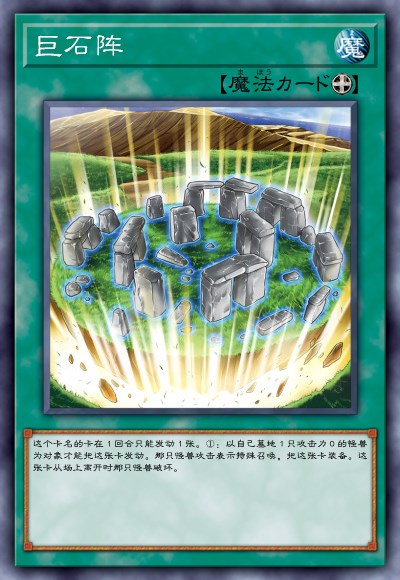 巨石阵
魔
【魔法カード】
まほう
这个卡名的卡在1回合只能发动1张。①：以自己墓地1只攻击力0的怪兽
为对象才能把这张卡发动。那只怪兽攻击表示特殊召唤，把这张卡装备。这
张卡从场上离开时那只怪兽破坏。